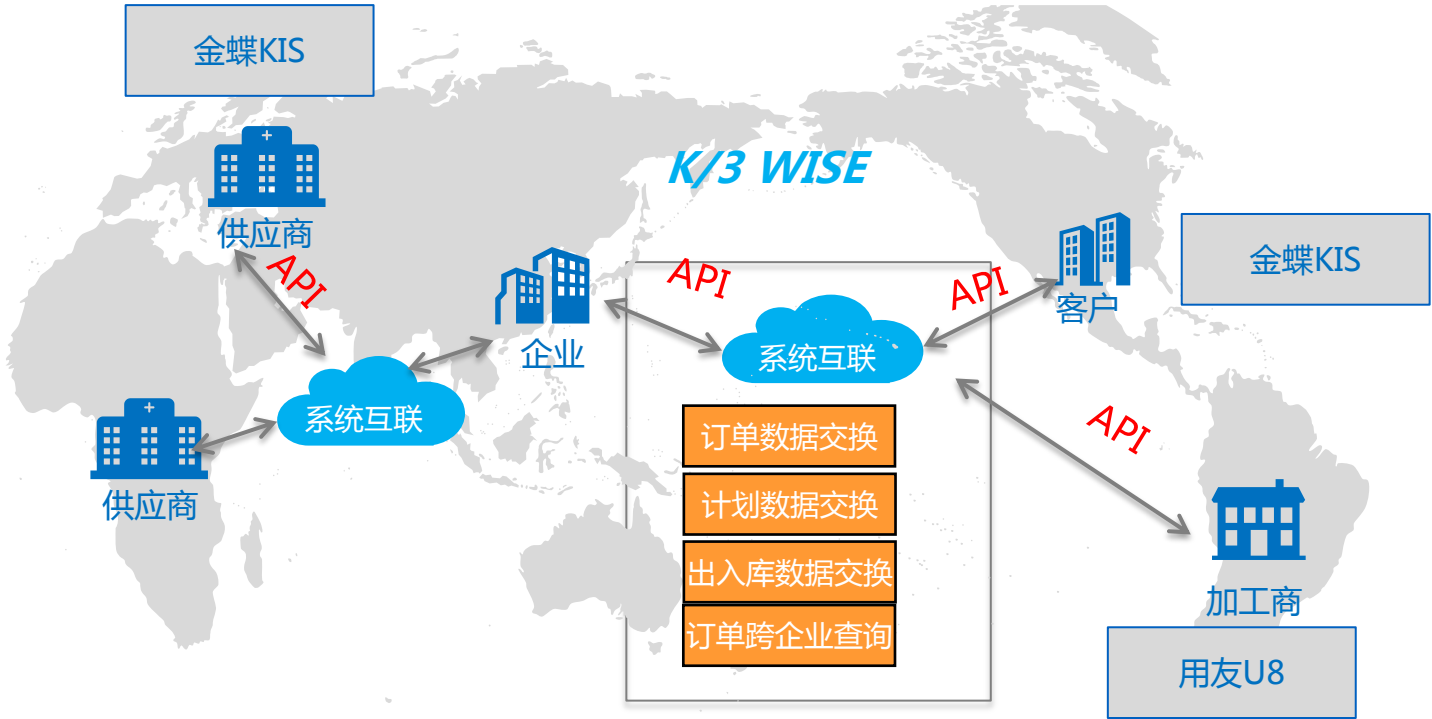 金蝶KIS
K/3 WISE
供应商
API
企业
API
API
客户
金蝶KIS
系统互联
系统互联
供应商
订单数据交换
计划数据交换
出入库数据交换
订单跨企业查询
API
加工商
用友U8